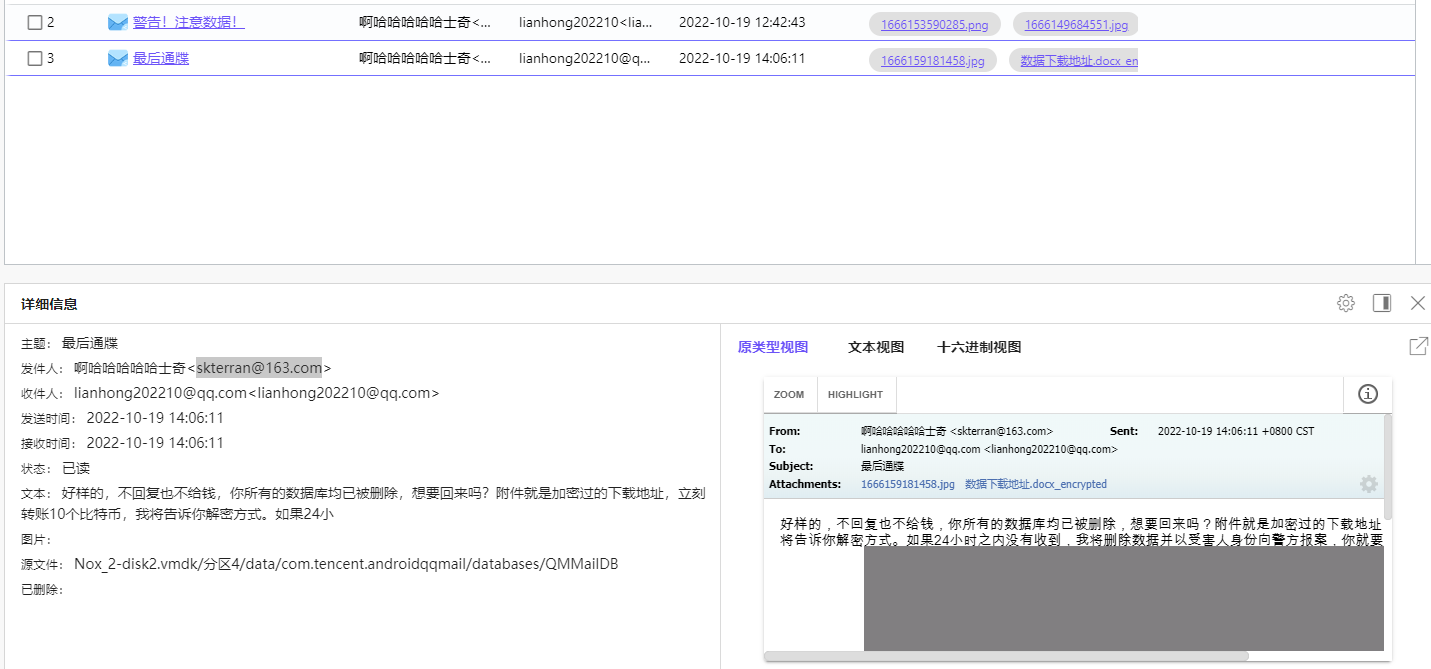 2 警告！注意数据！ 啊哈哈哈哈哈士奇<... lianhong202210<lia... 2022-10-19 12:42:43 1666153590285.png 1666149684551.jpg
3 最后通牒 啊哈哈哈哈哈士奇<... lianhong202210@q... 2022-10-19 14:06:11 1666159181458.jpg 数据下载地址.docx_en
详细信息
主题： 最后通牒
发件人： 啊哈哈哈哈哈士奇<skterran@163.com>
收件人： lianhong202210@qq.com<lianhong202210@qq.com>
发送时间： 2022-10-19 14:06:11
接收时间： 2022-10-19 14:06:11
状态： 已读
文本： 好样的，不回复也不给钱，你所有的数据库均已被删除，想要回来吗？附件就是加密过的下载地址，立刻
转账10个比特币，我将告诉你解密方式。如果24小
图片：
源文件： Nox_2-disk2.vmdk/分区4/data/com.tencent.androidqqmail/databases/QMMailDB
已删除：
原类型视图 文本视图 十六进制视图
ZOOM HIGHLIGHT
From: 啊哈哈哈哈哈士奇 <skterran@163.com> Sent: 2022-10-19 14:06:11 +0800 CST
To: lianhong202210@qq.com <lianhong202210@qq.com>
Subject: 最后通牒
Attachments: 1666159181458.jpg 数据下载地址.docx_encrypted
好样的，不回复也不给钱，你所有的数据库均已被删除，想要回来吗？附件就是加密过的下载地址
将告诉你解密方式。如果24小时之内没有收到，我将删除数据并以受害人身份向警方报案，你就要